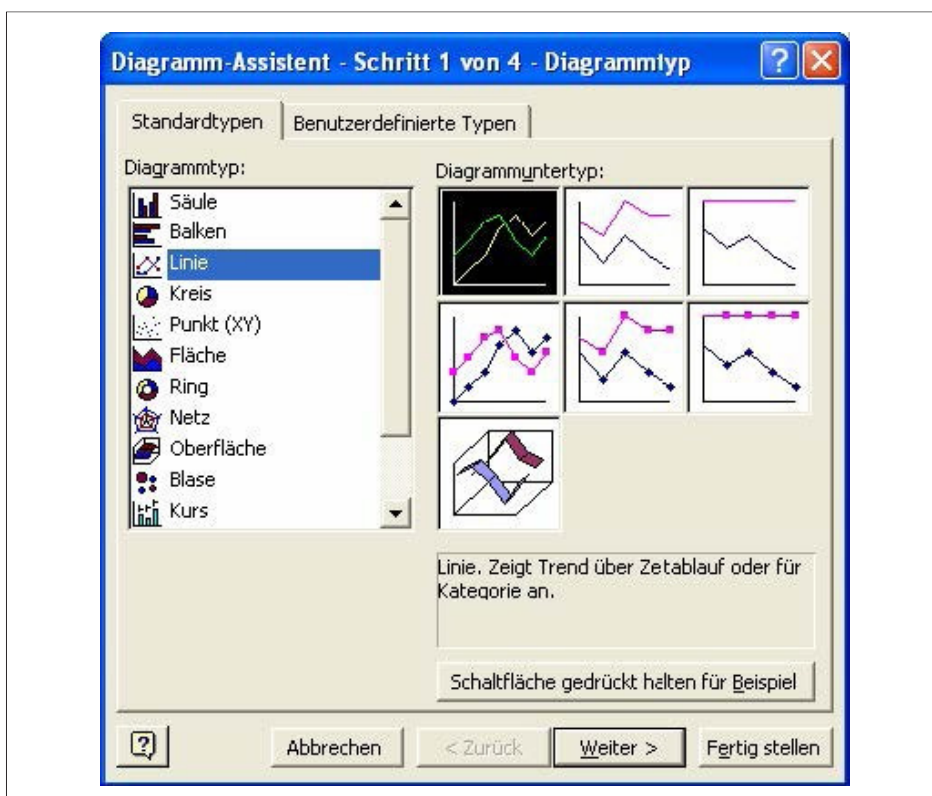 Diagramm-Assistent - Schritt 1 von 4 - Diagrammtyp
Standardtypen
Benutzerdefinierte Typen
Diagrammtyp:
Säule
Balken
Linie
Kreis
Punkt (XY)
Fläche
Ring
Netz
Oberfläche
Blase
Kurs
Diagrammuntertyp:
Linie. Zeigt Trend über Zetablauf oder für
Kategorie an.
Schaltfläche gedrückt halten für Beispiel
Abbrechen
< Zurück
Weiter >
Fertig stellen